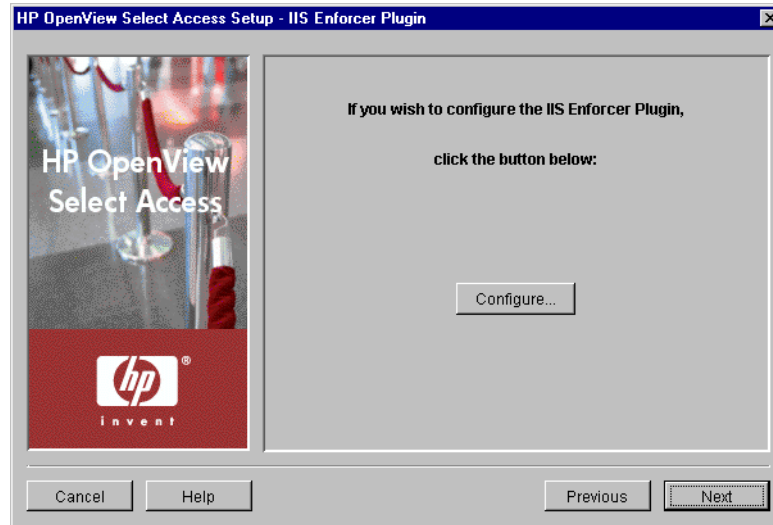 HP OpenView Select Access Setup - IIS Enforcer Plugin
HP OpenView
Select Access
hp
®
invent
If you wish to configure the IIS Enforcer Plugin,
click the button below:
Configure...
Cancel
Help
Previous
Next